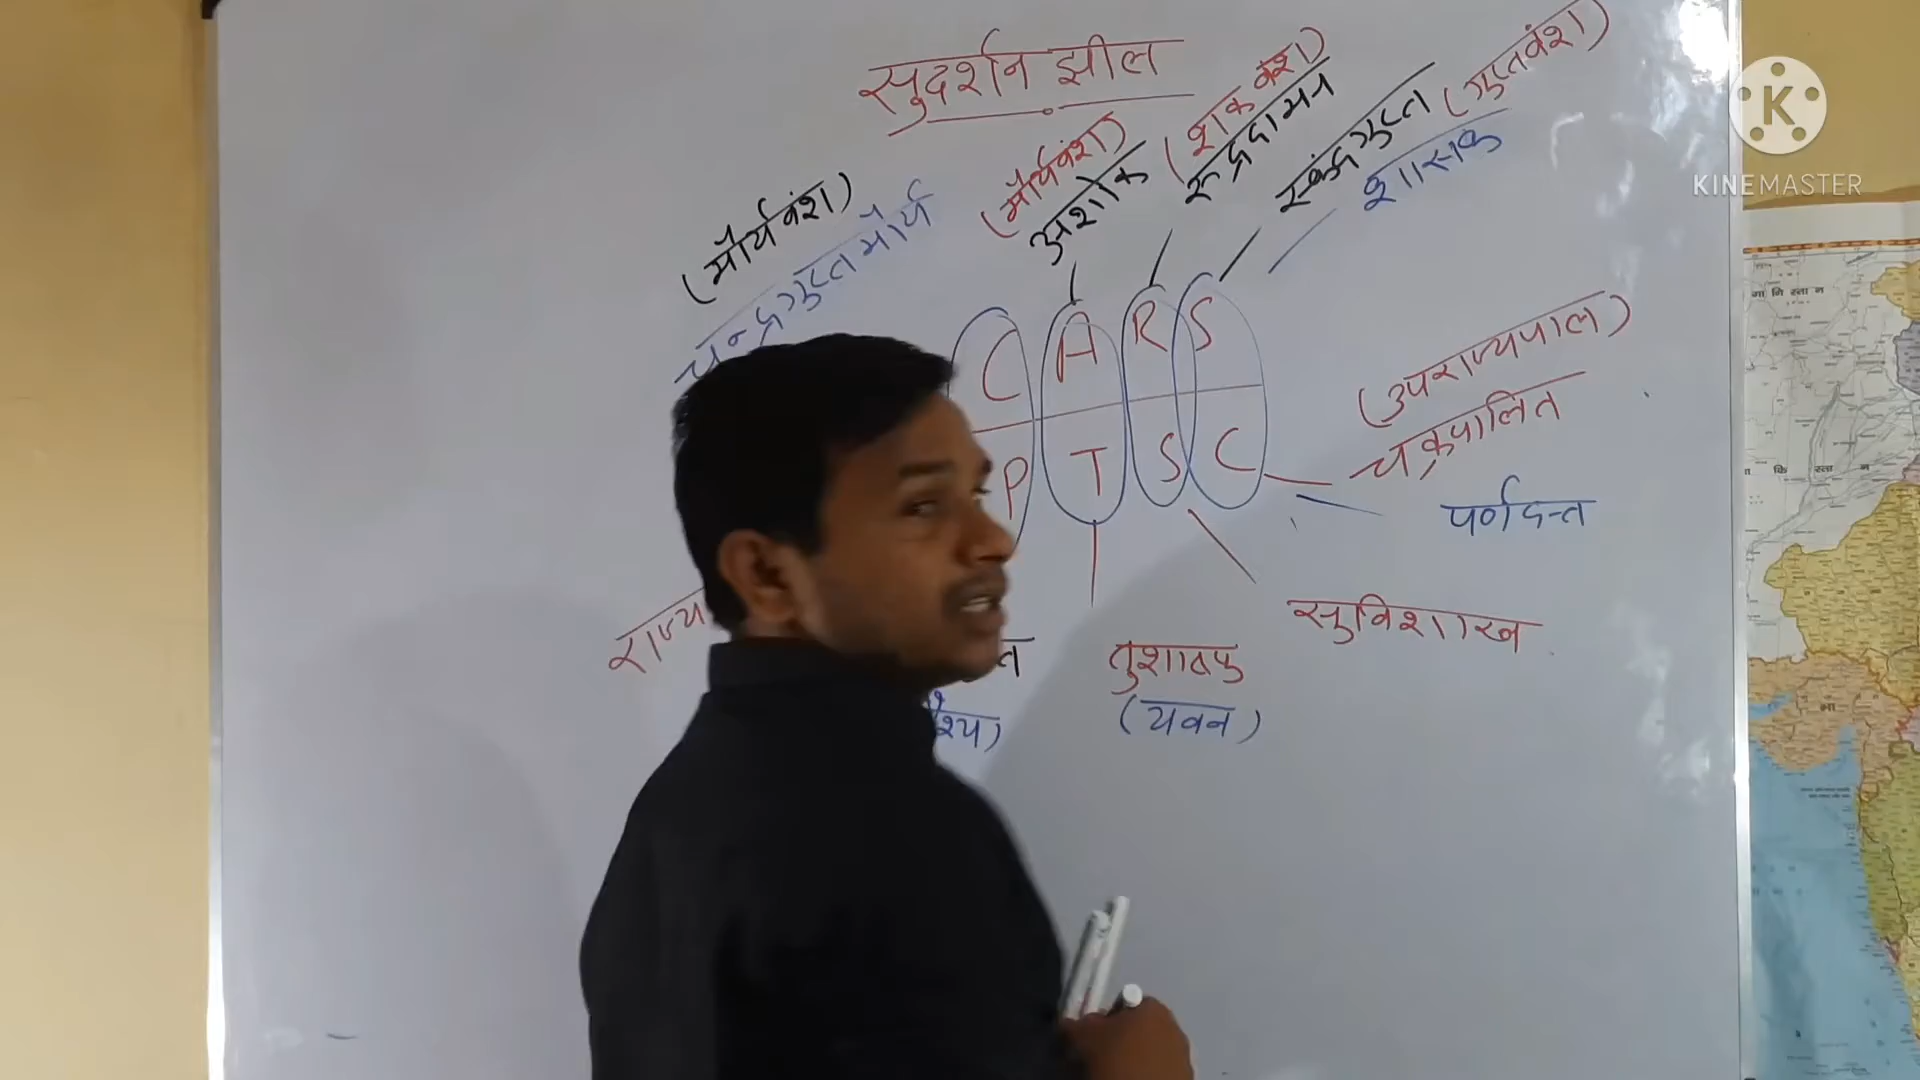 सुदर्शन झील
(मौर्यवंश)
चन्द्रगुप्त मौर्य
(मौर्यवंश)
अशोक
(शक वंश)
रूद्रदामन
(गुप्तवंश)
स्कंदगुप्त
शासक
K
KINEMASTER
C A R S
P T S C
(उपराज्यपाल)
चक्रपालित
पर्णदन्त
सुविशाख
राज्य
त
वैश्य)
तुशास्फ
(यवन)